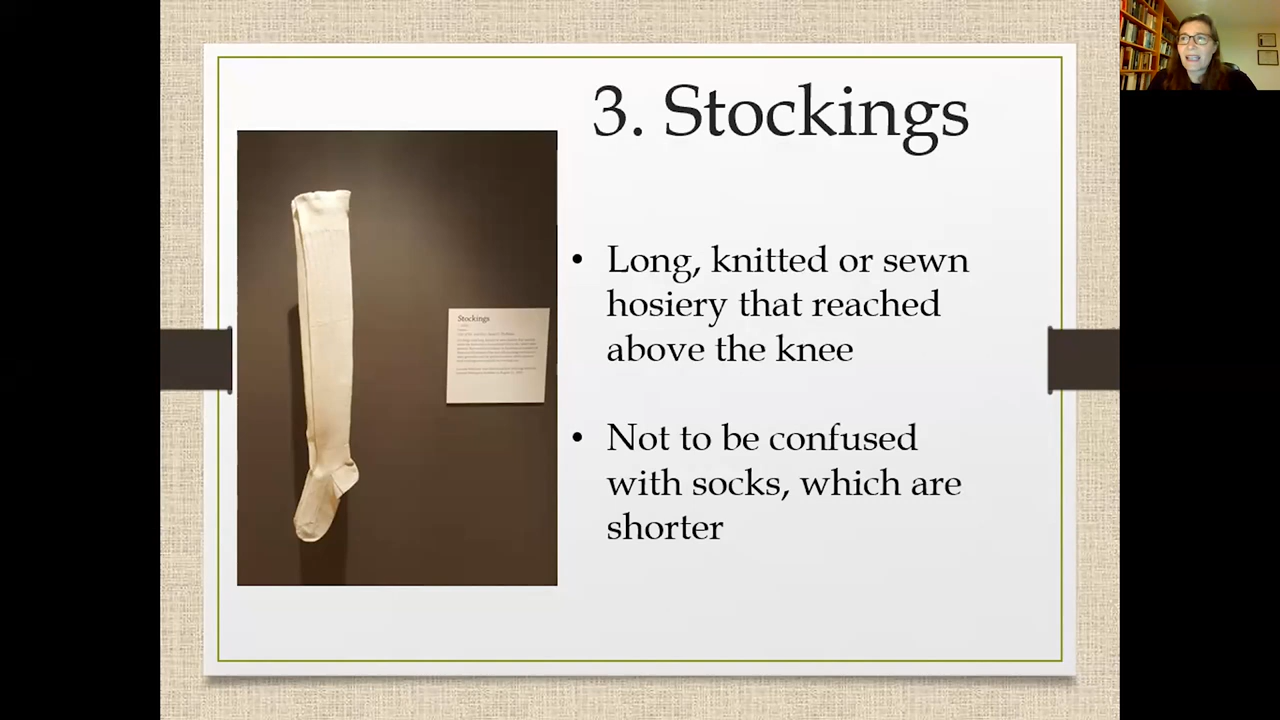 3. Stockings
• Long, knitted or sewn
hosiery that reached
above the knee
• Not to be confused
with socks, which are
shorter
Stockings